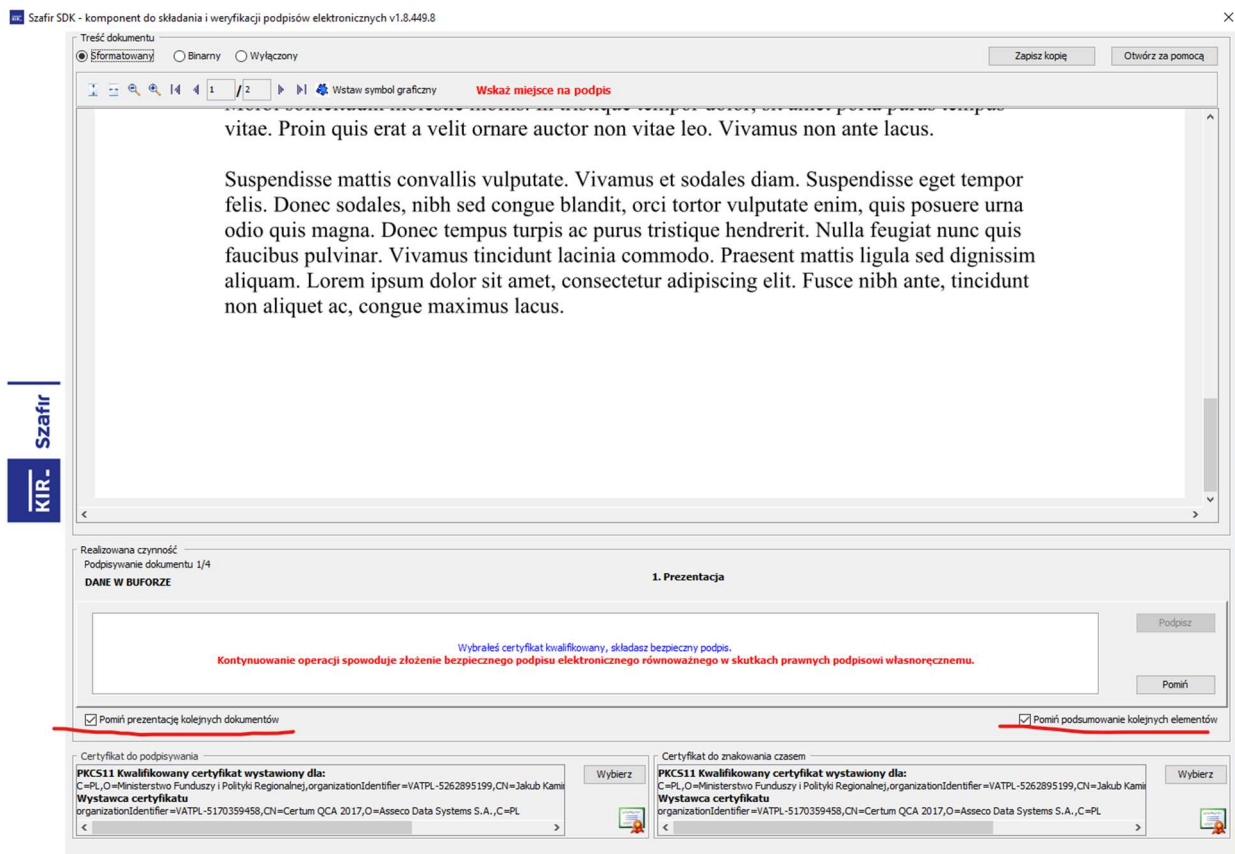 Szafir SDK - komponent do składania i weryfikacji podpisów elektronicznych v1.8.449.8
Treść dokumentu
Sformatowany Binarny Wyłączony Zapisz kopię Otwórz za pomocą
1 / 2 Wstaw symbol graficzny Wskaż miejsce na podpis
vitae. Proin quis erat a velit ornare auctor non vitae leo. Vivamus non ante lacus.
Suspendisse mattis convallis vulputate. Vivamus et sodales diam. Suspendisse eget tempor
felis. Donec sodales, nibh sed congue blandit, orci tortor vulputate enim, quis posuere urna
odio quis magna. Donec tempus turpis ac purus tristique hendrerit. Nulla feugiat nunc quis
faucibus pulvinar. Vivamus tincidunt lacinia commodo. Praesent mattis ligula sed dignissim
aliquam. Lorem ipsum dolor sit amet, consectetur adipiscing elit. Fusce nibh ante, tincidunt
non aliquet ac, congue maximus lacus.
KIR Szafir
Realizowana czynność
Podpisywanie dokumentu 1/4
DANE W BUFORZE
1. Prezentacja
Podpisz
Wybrałeś certyfikat kwalifikowany, składasz bezpieczny podpis.
Kontynuowanie operacji spowoduje złożenie bezpiecznego podpisu elektronicznego równoważnego w skutkach prawnych podpisowi własnoręcznemu.
Pomiń
Pomiń prezentację kolejnych dokumentów
Pomiń podsumowanie kolejnych elementów
Certyfikat do podpisywania
PKCS11 Kwalifikowany certyfikat wystawiony dla:
C=PL,O=Ministerstwo Funduszy i Polityki Regionalnej,organizationIdentifier=VATPL-5262895199,CN=Jakub Kami
Wystawca certyfikatu
organizationIdentifier=VATPL-5170359458,CN=Certum QCA 2017,O=Asseco Data Systems S.A.,C=PL
Wybierz
Certyfikat do znakowania czasem
PKCS11 Kwalifikowany certyfikat wystawiony dla:
C=PL,O=Ministerstwo Funduszy i Polityki Regionalnej,organizationIdentifier=VATPL-5262895199,CN=Jakub Kami
Wystawca certyfikatu
organizationIdentifier=VATPL-5170359458,CN=Certum QCA 2017,O=Asseco Data Systems S.A.,C=PL
Wybierz